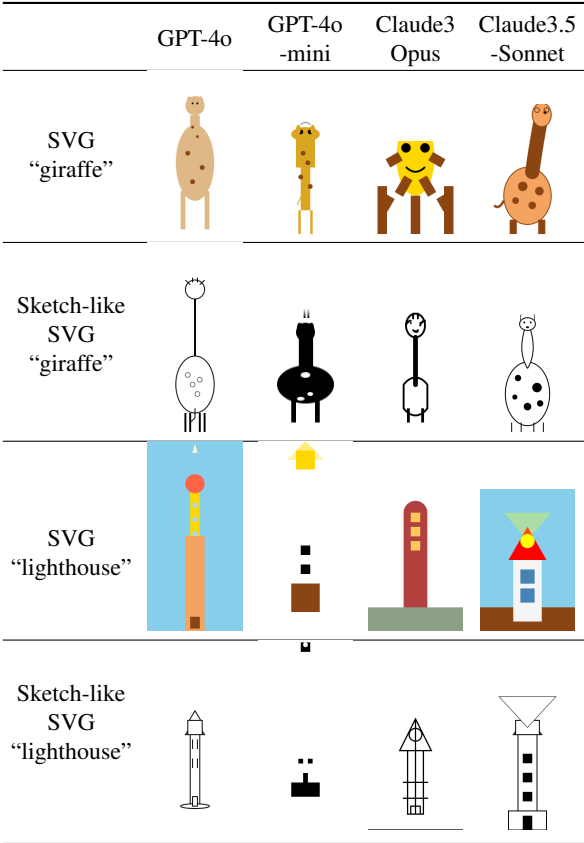 GPT-4o
GPT-4o
-mini
Claude3
Opus
Claude3.5
-Sonnet
SVG
“giraffe”
Sketch-like
SVG
“giraffe”
SVG
“lighthouse”
Sketch-like
SVG
“lighthouse”